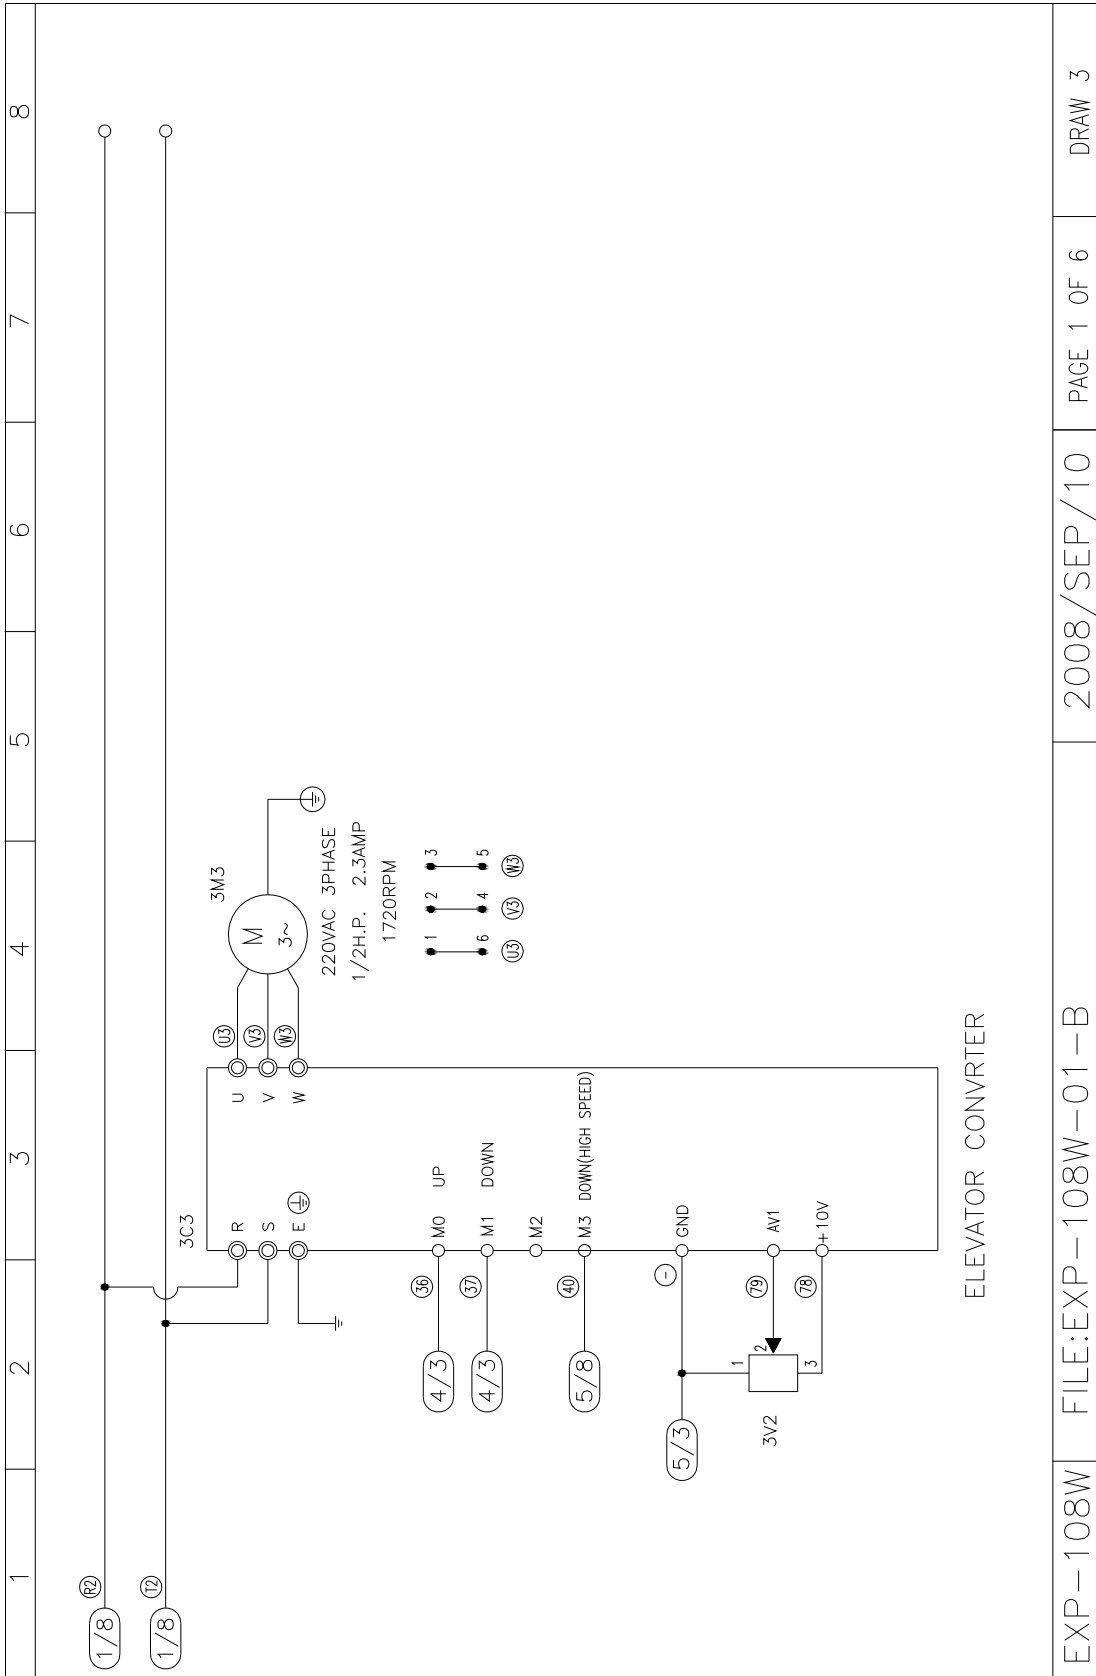 1 2 3 4 5 6 7 8
1/8 R2
1/8 T2
3C3
R
S
E
U U3
V V3
W W3
3M3
M
3~
220VAC 3PHASE
1/2H.P. 2.3AMP
1720RPM
1 2 3
6 4 5
U3 V3 W3
4/3 36 M0 UP
4/3 37 M1 DOWN
M2
5/8 40 M3 DOWN(HIGH SPEED)
5/3 - GND
1
3V2 2 79 AV1
3 78 +10V
ELEVATOR CONVRTER
EXP-108W FILE:EXP-108W-01-B 2008/SEP/10 PAGE 1 OF 6 DRAW 3